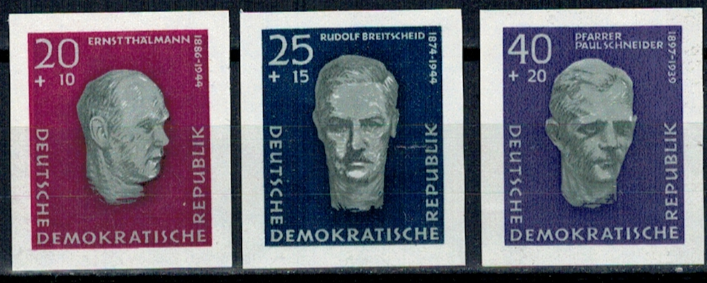 20
+ 10
ERNST THÄLMANN
1886-1944
DEUTSCHE
DEMOKRATISCHE
REPUBLIK
25
+ 15
RUDOLF BREITSCHEID
1874-1944
DEUTSCHE
DEMOKRATISCHE
REPUBLIK
40
+ 20
PFARRER
PAUL SCHNEIDER
1897-1939
DEUTSCHE
DEMOKRATISCHE
REPUBLIK